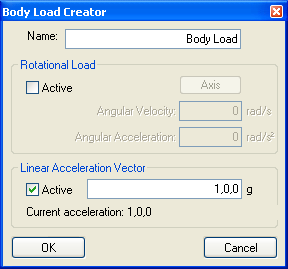 Body Load Creator
Name: Body Load
Rotational Load
Active Axis
Angular Velocity: 0 rad/s
Angular Acceleration: 0 rad/s²
Linear Acceleration Vector
Active 1,0,0 g
Current acceleration: 1,0,0
OK Cancel